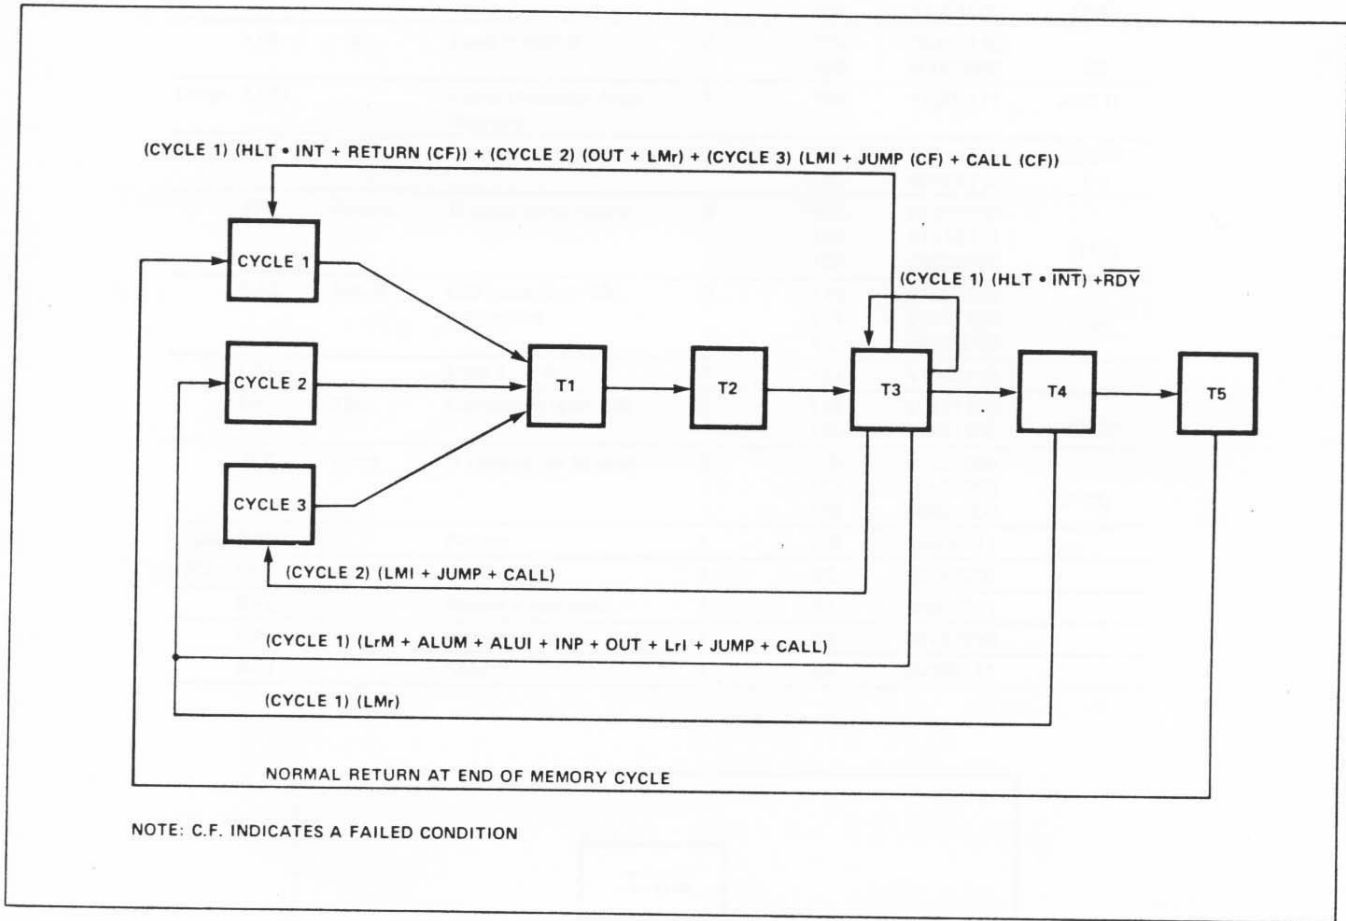 (CYCLE 1) (HLT • INT + RETURN (CF)) + (CYCLE 2) (OUT + LMr) + (CYCLE 3) (LMI + JUMP (CF) + CALL (CF))
CYCLE 1
(CYCLE 1) (HLT • I̅N̅T̅) +R̅D̅Y̅
CYCLE 2
T1
T2
T3
T4
T5
CYCLE 3
(CYCLE 2) (LMI + JUMP + CALL)
(CYCLE 1) (LrM + ALUM + ALUI + INP + OUT + LrI + JUMP + CALL)
(CYCLE 1) (LMr)
NORMAL RETURN AT END OF MEMORY CYCLE
NOTE: C.F. INDICATES A FAILED CONDITION